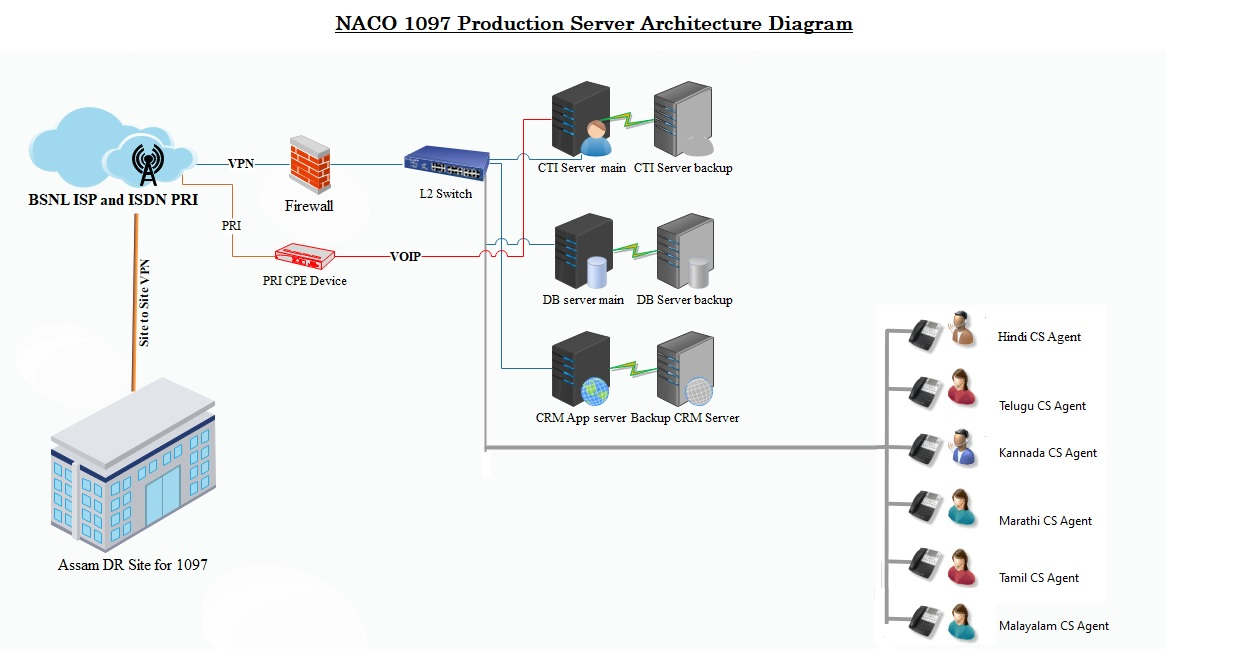 NACO 1097 Production Server Architecture Diagram
CTI Server main
CTI Server backup
VPN
L2 Switch
BSNL ISP and ISDN PRI
Firewall
PRI
VOIP
PRI CPE Device
Site to Site VPN
DB server main
DB Server backup
Hindi CS Agent
Telugu CS Agent
CRM App server
Backup CRM Server
Kannada CS Agent
Marathi CS Agent
Assam DR Site for 1097
Tamil CS Agent
Malayalam CS Agent